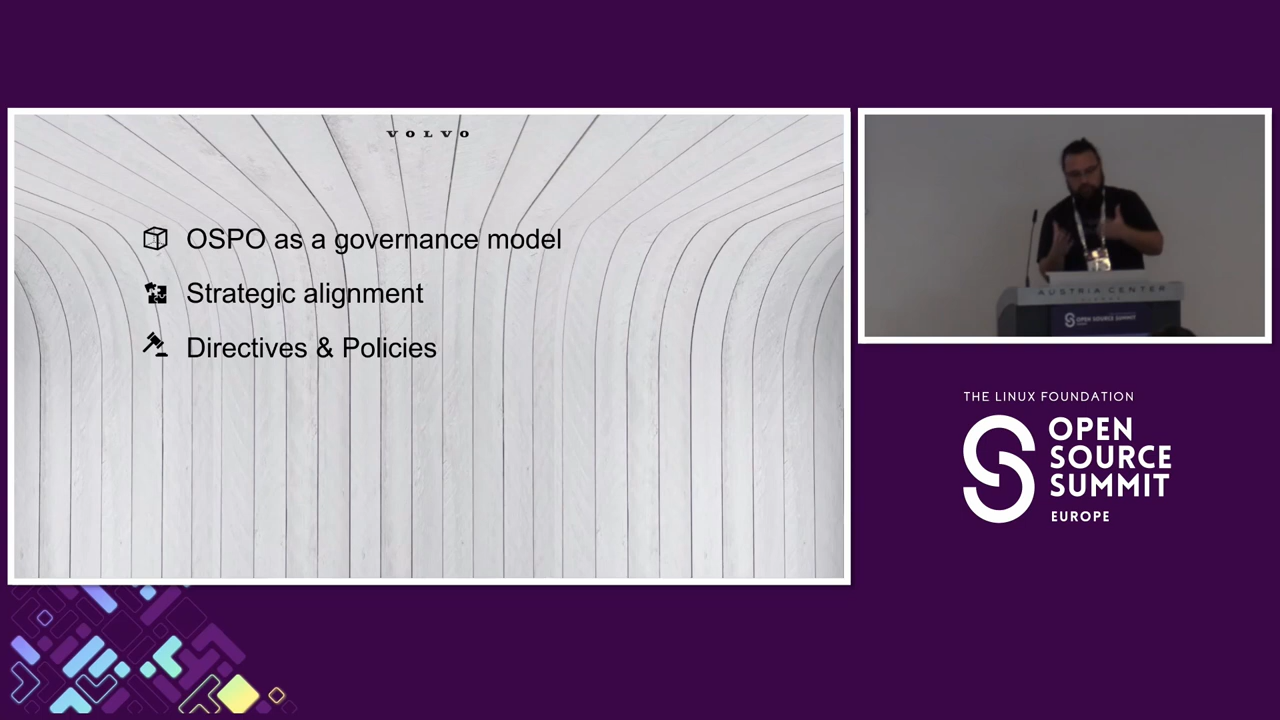 VOLVO
OSPO as a governance model
Strategic alignment
Directives & Policies
AUSTRIA CENTER
OPEN SOURCE SUMMIT
THE LINUX FOUNDATION
OPEN
SOURCE
SUMMIT
EUROPE